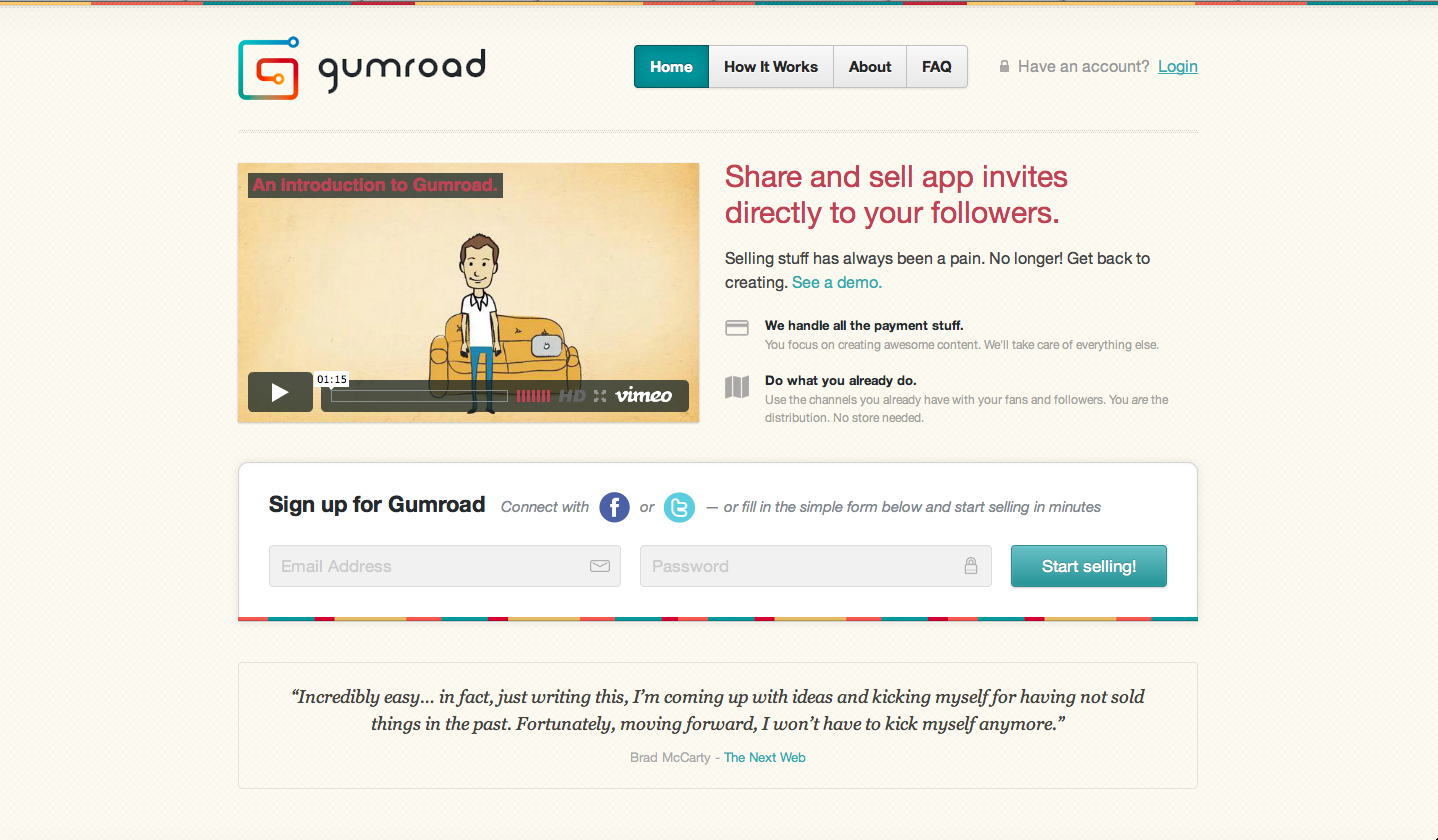 gumroad
Home
How It Works
About
FAQ
Have an account? Login
An Introduction to Gumroad.
01:15
HD
vimeo
Share and sell app invites
directly to your followers.
Selling stuff has always been a pain. No longer! Get back to
creating. See a demo.
We handle all the payment stuff.
You focus on creating awesome content. We'll take care of everything else.
Do what you already do.
Use the channels you already have with your fans and followers. You are the
distribution. No store needed.
Sign up for Gumroad Connect with f or t — or fill in the simple form below and start selling in minutes
Email Address
Password
Start selling!
“Incredibly easy... in fact, just writing this, I’m coming up with ideas and kicking myself for having not sold
things in the past. Fortunately, moving forward, I won’t have to kick myself anymore.”
Brad McCarty - The Next Web